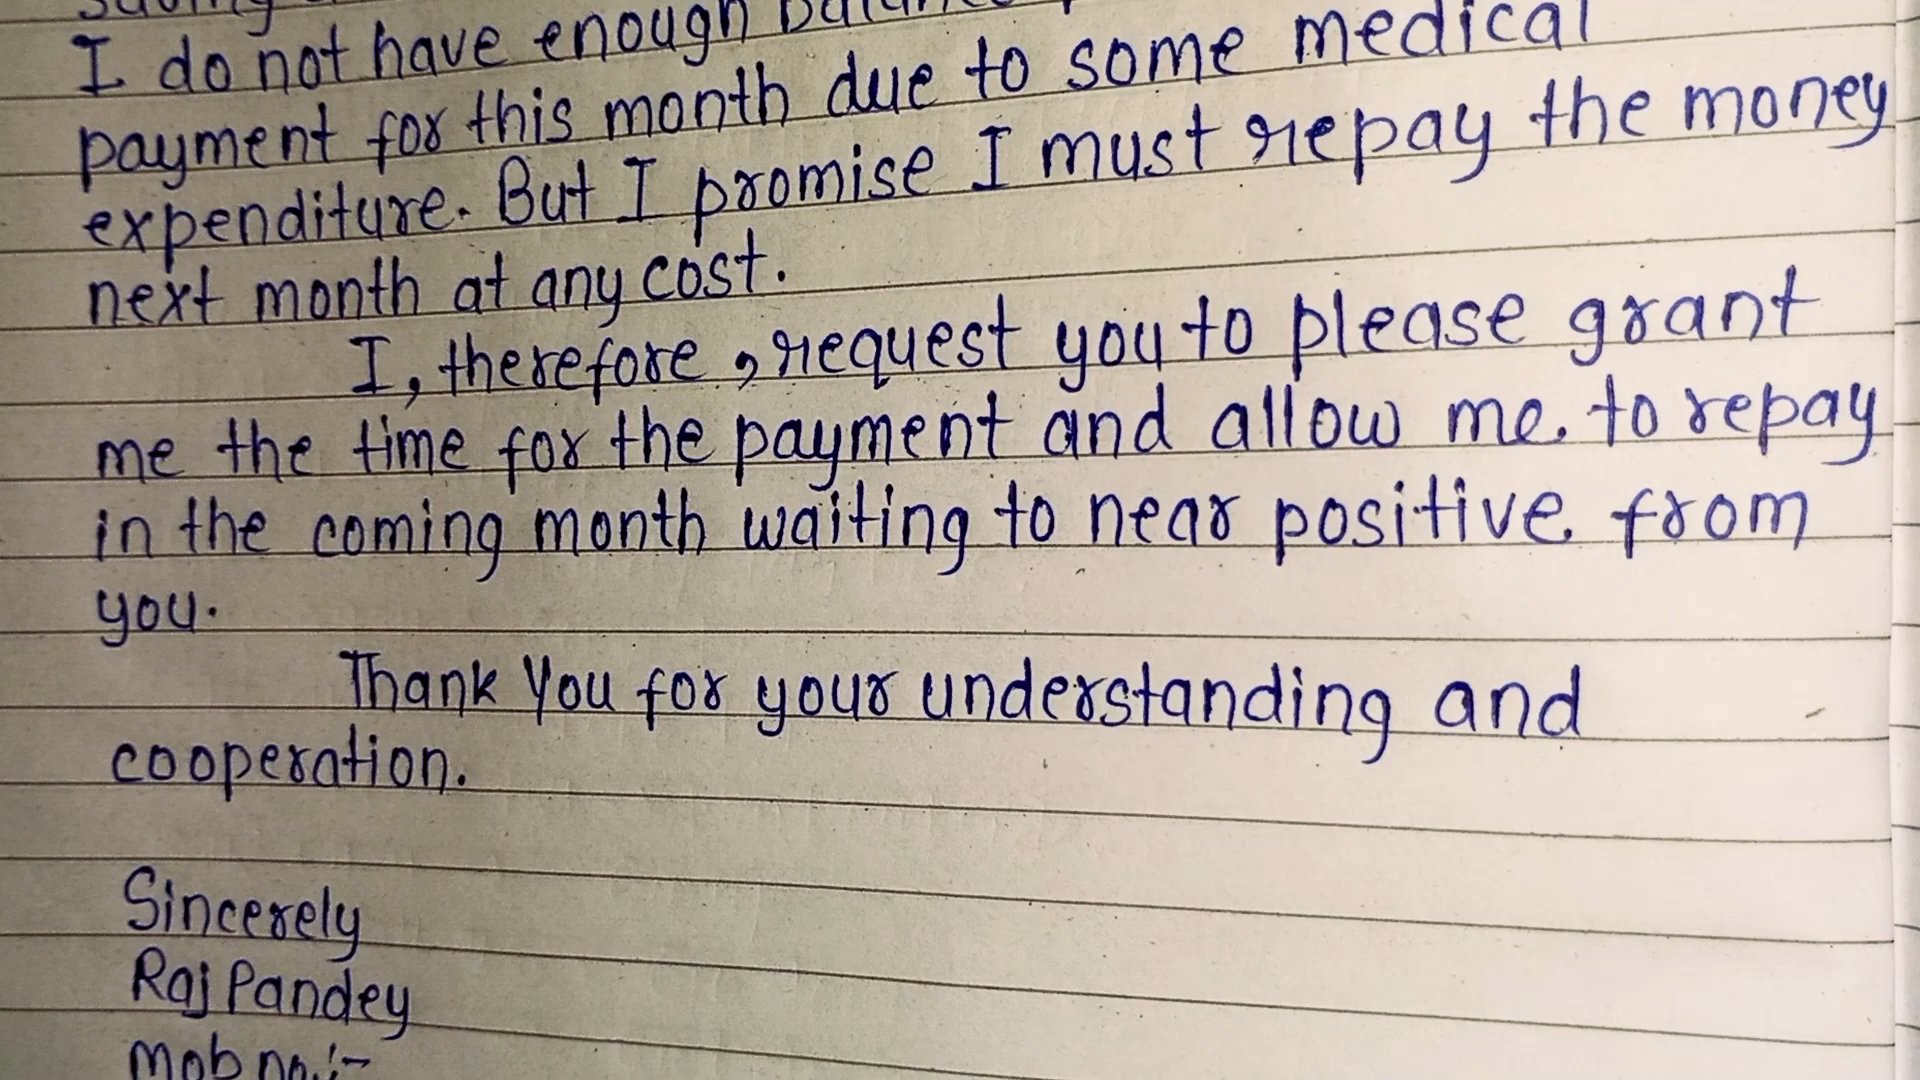 I do not have enough
payment for this month due to some medical
expenditure. But I promise I must repay the money
next month at any cost.
I, therefore, request you to please grant
me the time for the payment and allow me. to repay
in the coming month waiting to near positive from
you.
Thank You for your understanding and
cooperation.
Sincerely
Raj Pandey
Mob no.:-